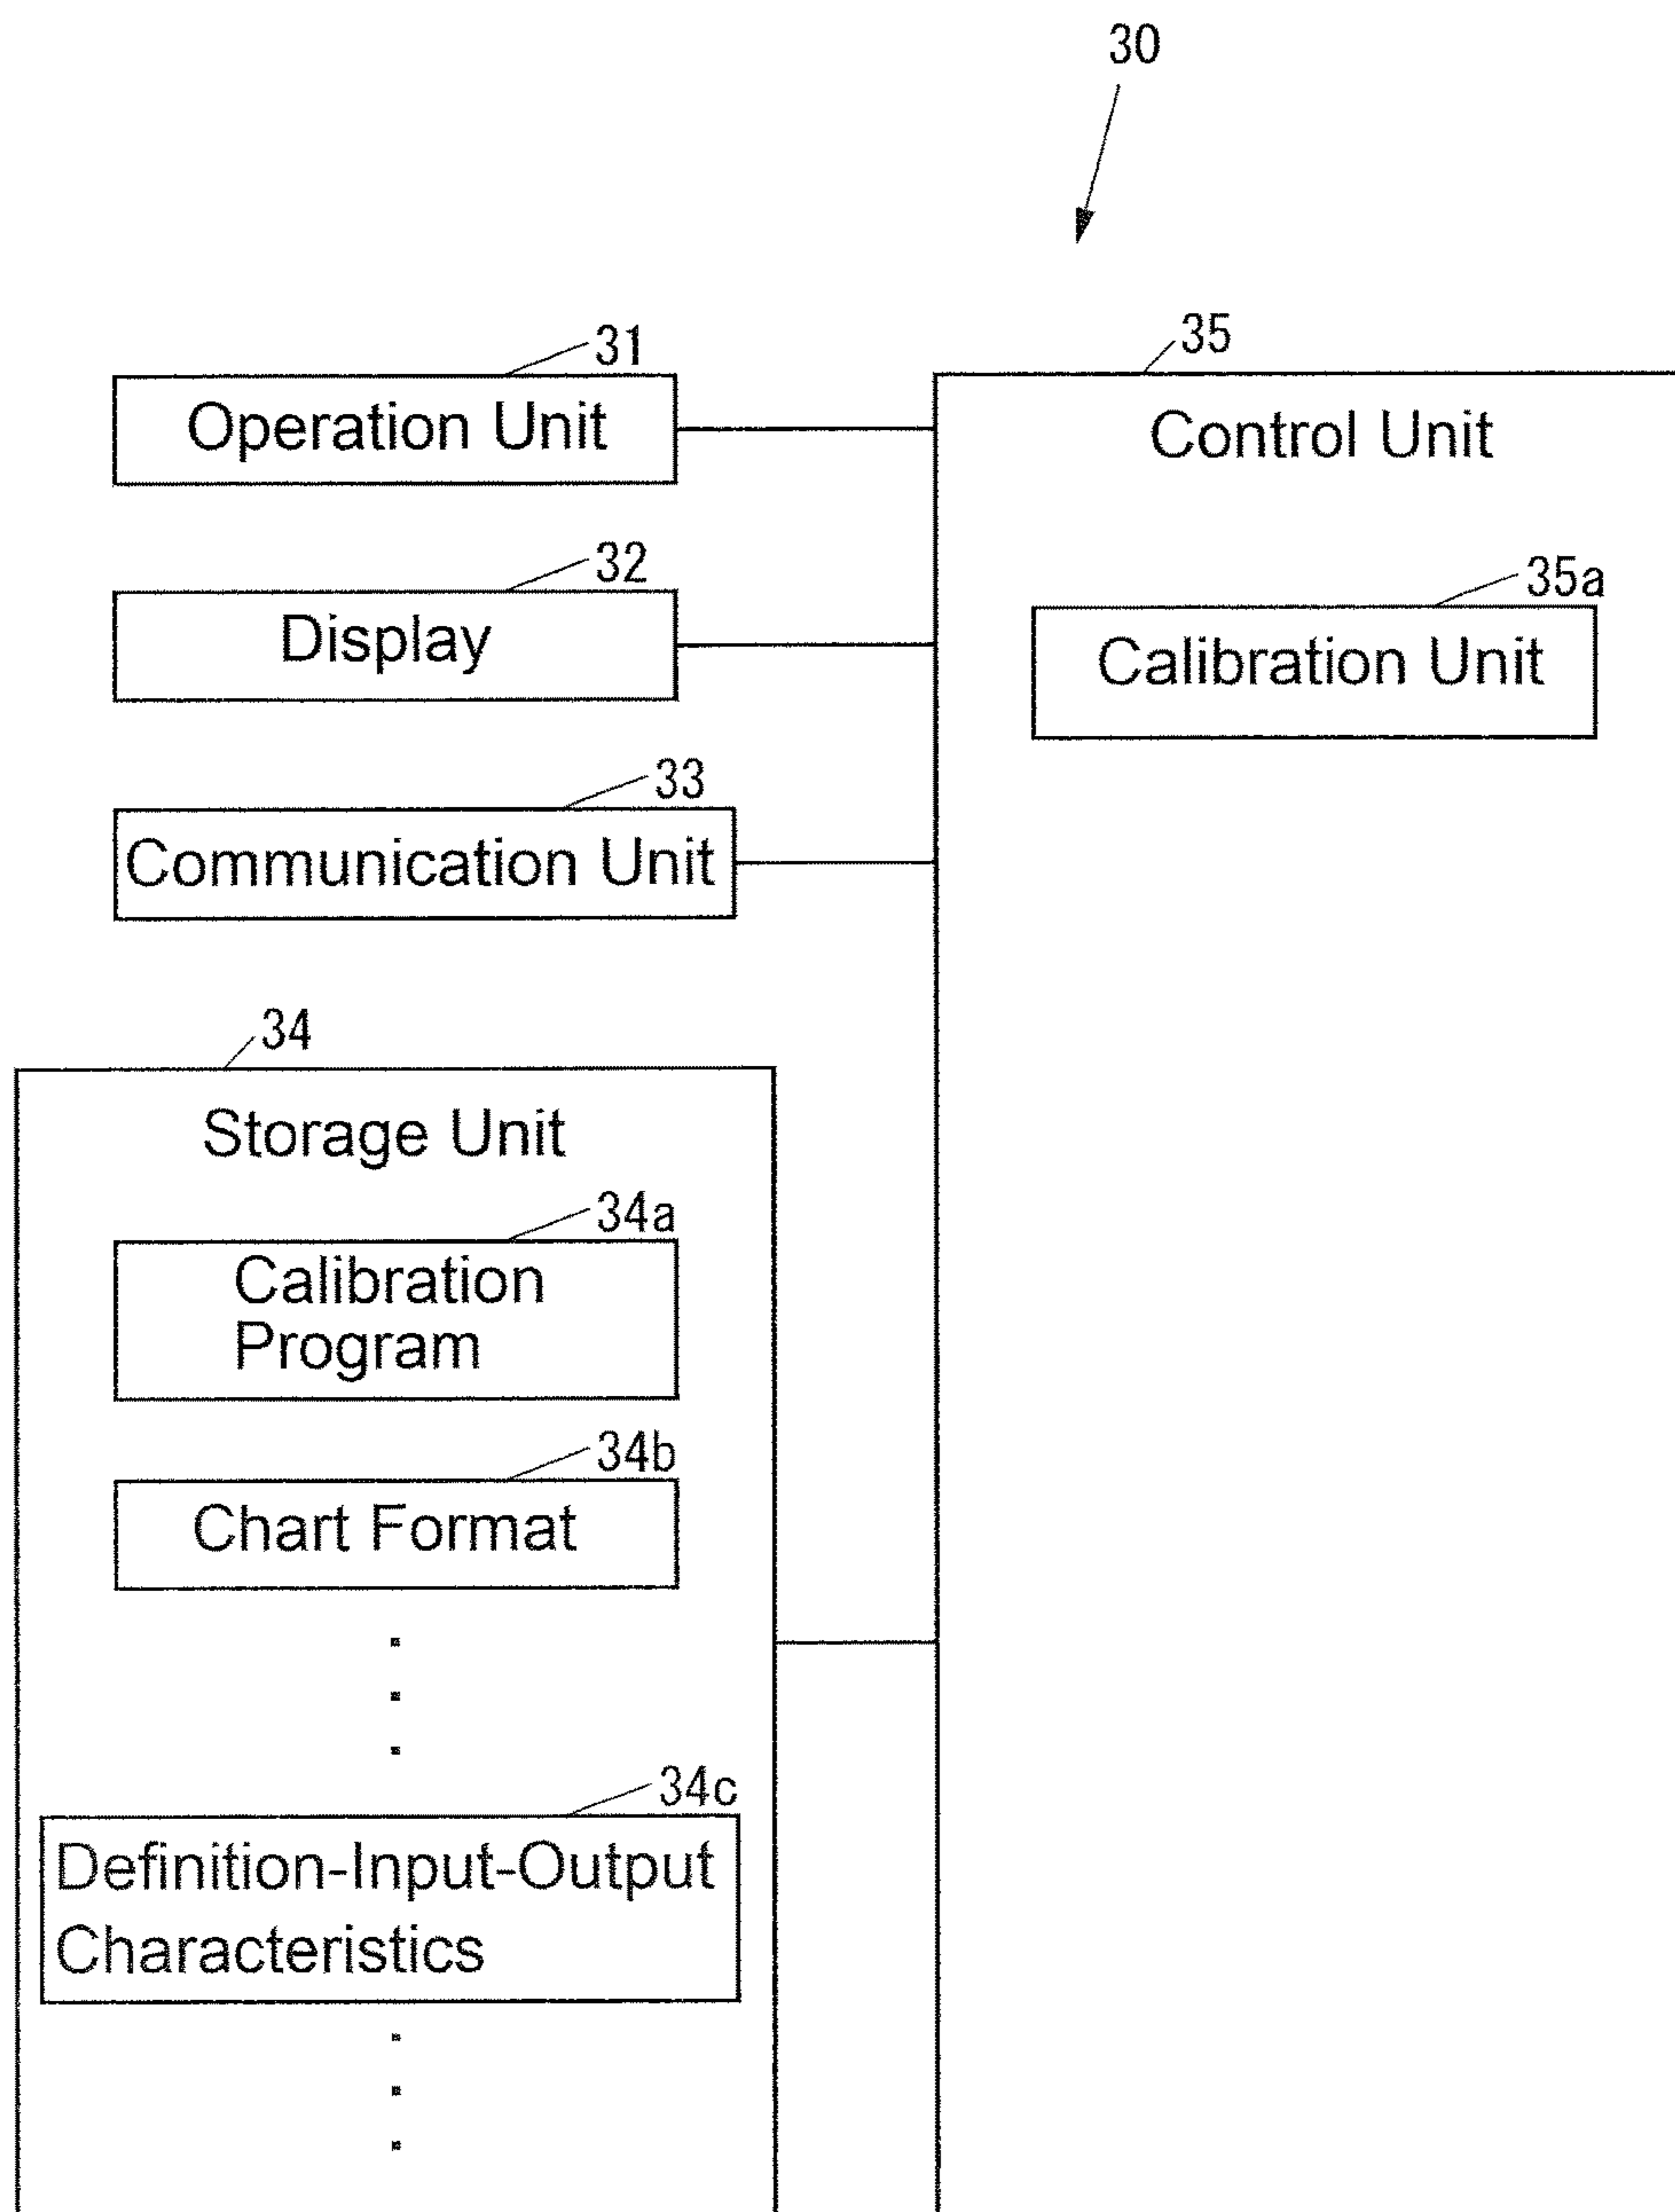 30
31
Operation Unit
35
Control Unit
32
Display
35a
Calibration Unit
33
Communication Unit
34
Storage Unit
34a
Calibration
Program
34b
Chart Format
34c
Definition-Input-Output
Characteristics